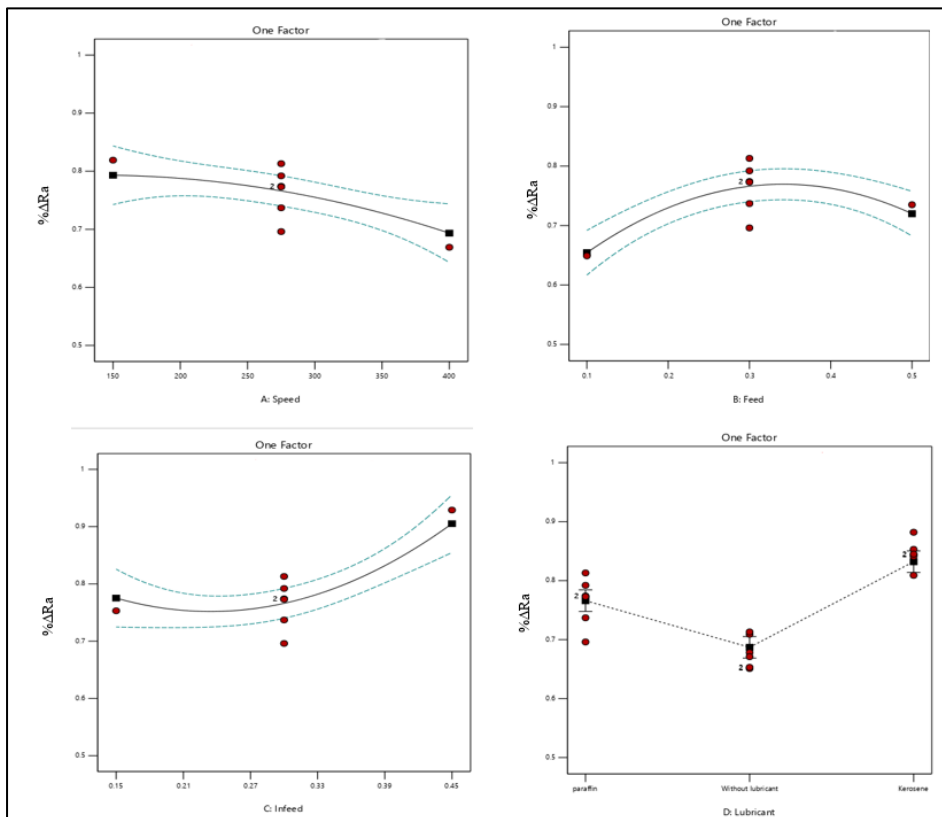 One Factor
1
0.9
0.8
0.7
0.6
0.5
%ΔRa
2
150 200 250 300 350 400
A: Speed
One Factor
1
0.9
0.8
0.7
0.6
0.5
%ΔRa
2
0.1 0.2 0.3 0.4 0.5
B: Feed
One Factor
1
0.9
0.8
0.7
0.6
0.5
%ΔRa
2
0.15 0.21 0.27 0.33 0.39 0.45
C: Infeed
One Factor
1
0.9
0.8
0.7
0.6
0.5
%ΔRa
2
2
2
paraffin Without lubricant Kerosene
D: Lubricant